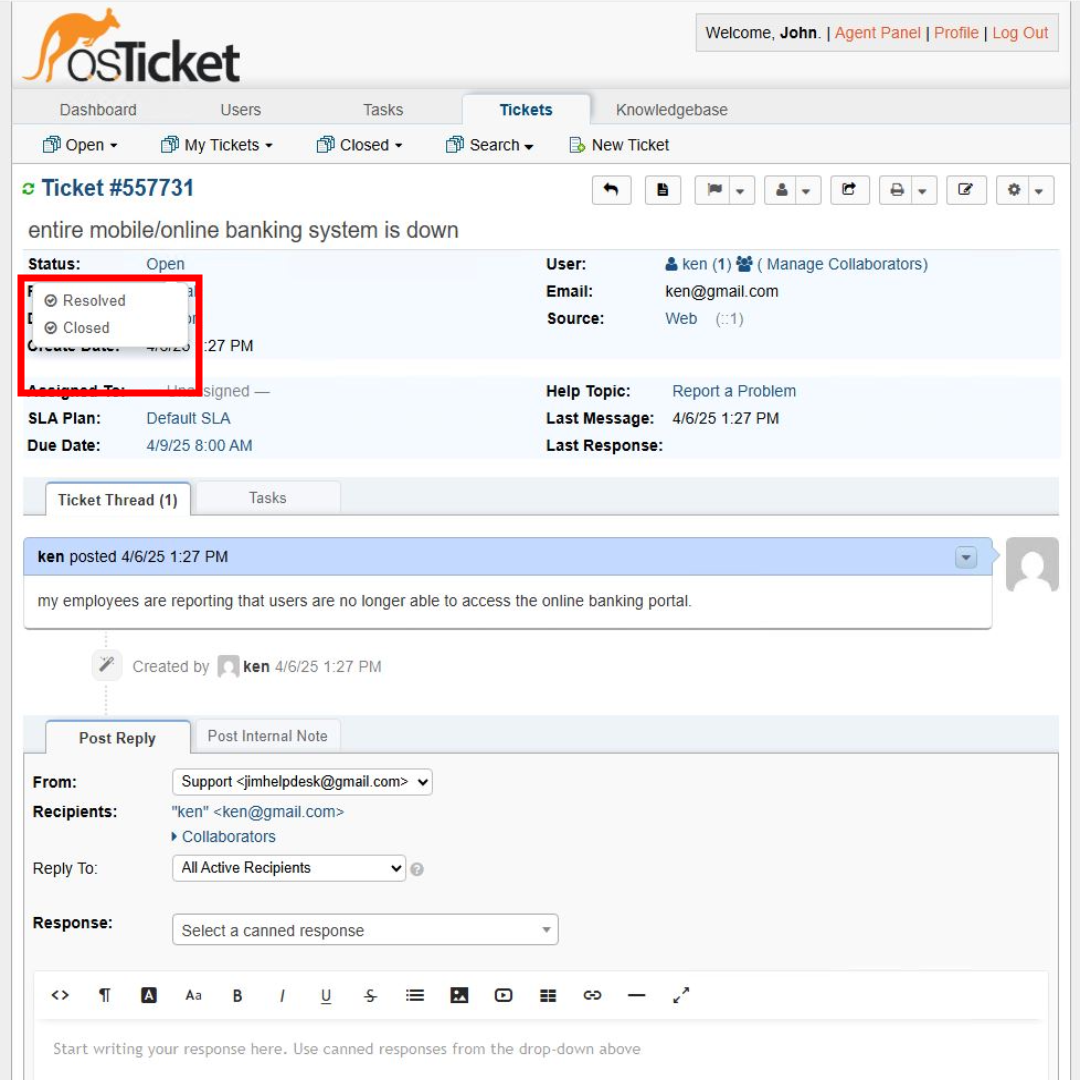 osTicket
Welcome, John. | Agent Panel | Profile | Log Out
Dashboard Users Tasks Tickets Knowledgebase
Open My Tickets Closed Search New Ticket
Ticket #557731
entire mobile/online banking system is down
Status: Open User: ken (1) ( Manage Collaborators)
Resolved Email: ken@gmail.com
Closed Source: Web (::1)
Create Date: 4/6/25 1:27 PM
Assigned To: Unassigned — Help Topic: Report a Problem
SLA Plan: Default SLA Last Message: 4/6/25 1:27 PM
Due Date: 4/9/25 8:00 AM Last Response:
Ticket Thread (1) Tasks
ken posted 4/6/25 1:27 PM
my employees are reporting that users are no longer able to access the online banking portal.
Created by ken 4/6/25 1:27 PM
Post Reply Post Internal Note
From: Support <jimhelpdesk@gmail.com>
Recipients: "ken" <ken@gmail.com>
Collaborators
Reply To: All Active Recipients
Response: Select a canned response
<> ¶ A Aa B I U S
Start writing your response here. Use canned responses from the drop-down above